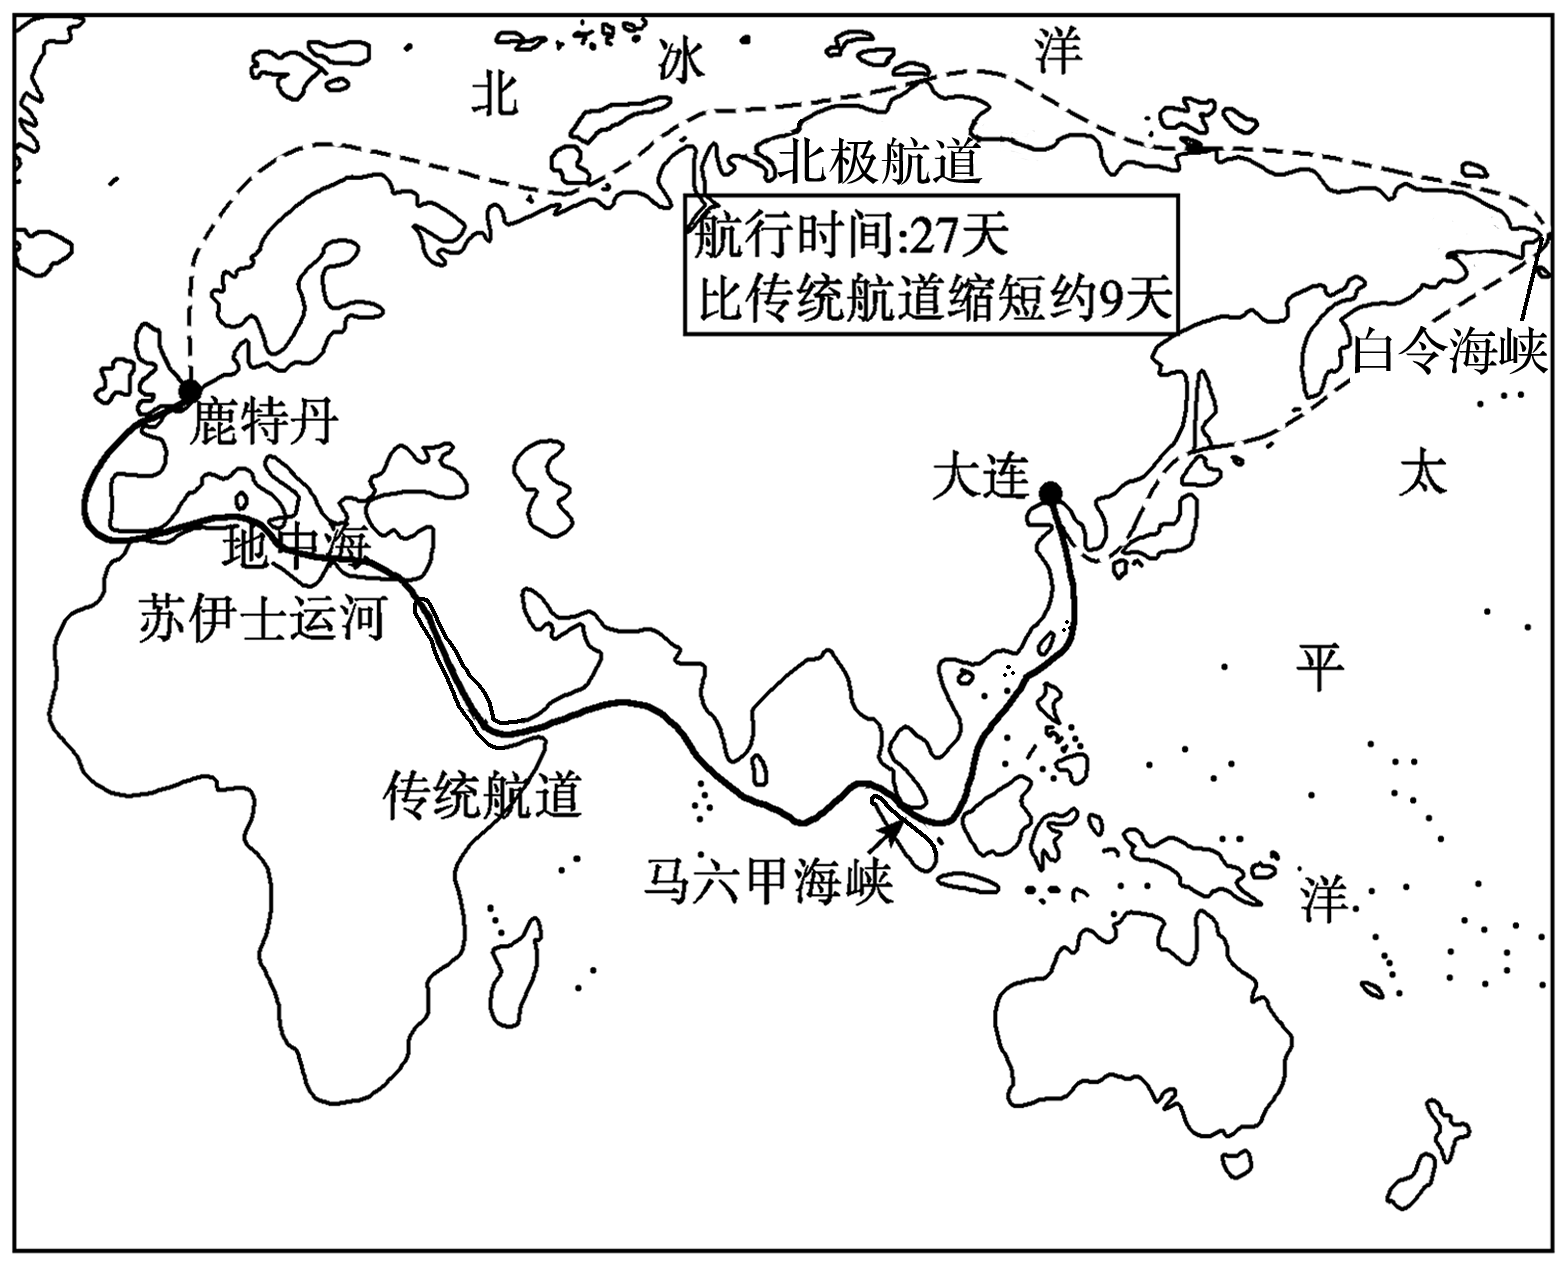 北冰洋
北极航道
航行时间:27天
比传统航道缩短约9天
白令海峡
鹿特丹
大连
太平洋
地中海
苏伊士运河
传统航道
马六甲海峡